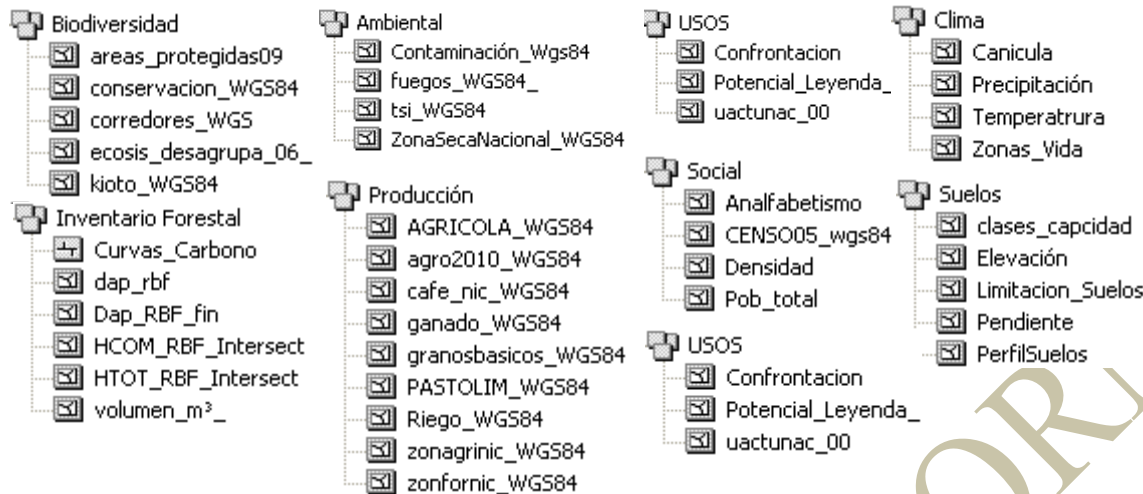 Biodiversidad
areas_protegidas09
conservacion_WGS84
corredores_WGS
ecosis_desagrupa_06_
kioto_WGS84
Inventario Forestal
Curvas_Carbono
dap_rbf
Dap_RBF_fin
HCOM_RBF_Intersect
HTOT_RBF_Intersect
volumen_m³_
Ambiental
Contaminación_Wgs84
fuegos_WGS84_
tsi_WGS84
ZonaSecaNacional_WGS84
Producción
AGRICOLA_WGS84
agro2010_WGS84
cafe_nic_WGS84
ganado_WGS84
granosbasicos_WGS84
PASTOLIM_WGS84
Riego_WGS84
zonagrinic_WGS84
zonfornic_WGS84
USOS
Confrontacion
Potencial_Leyenda_
uactunac_00
Social
Analfabetismo
CENSO05_wgs84
Densidad
Pob_total
USOS
Confrontacion
Potencial_Leyenda_
uactunac_00
Clima
Canicula
Precipitación
Temperatrura
Zonas_Vida
Suelos
clases_capcidad
Elevación
Limitacion_Suelos
Pendiente
PerfilSuelos